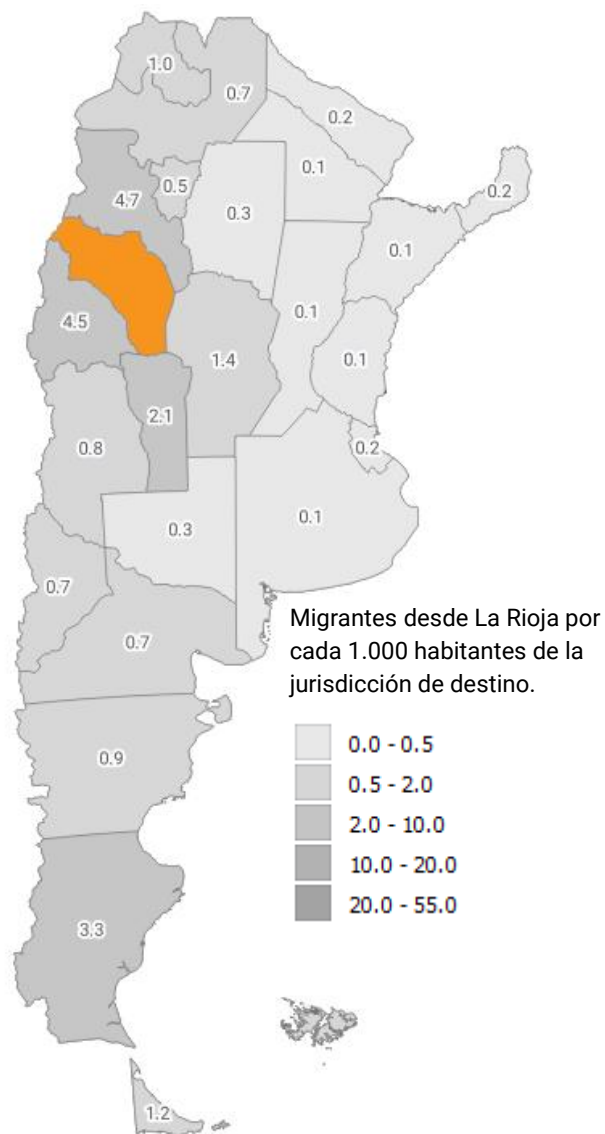 1.0
0.7
0.2
0.1
0.2
4.7
0.5
0.3
0.1
4.5
0.1
1.4
0.1
2.1
0.8
0.2
0.1
0.3
0.7
0.7
Migrantes desde La Rioja por
cada 1.000 habitantes de la
jurisdicción de destino.
0.0 - 0.5
0.5 - 2.0
2.0 - 10.0
10.0 - 20.0
20.0 - 55.0
0.9
3.3
1.2